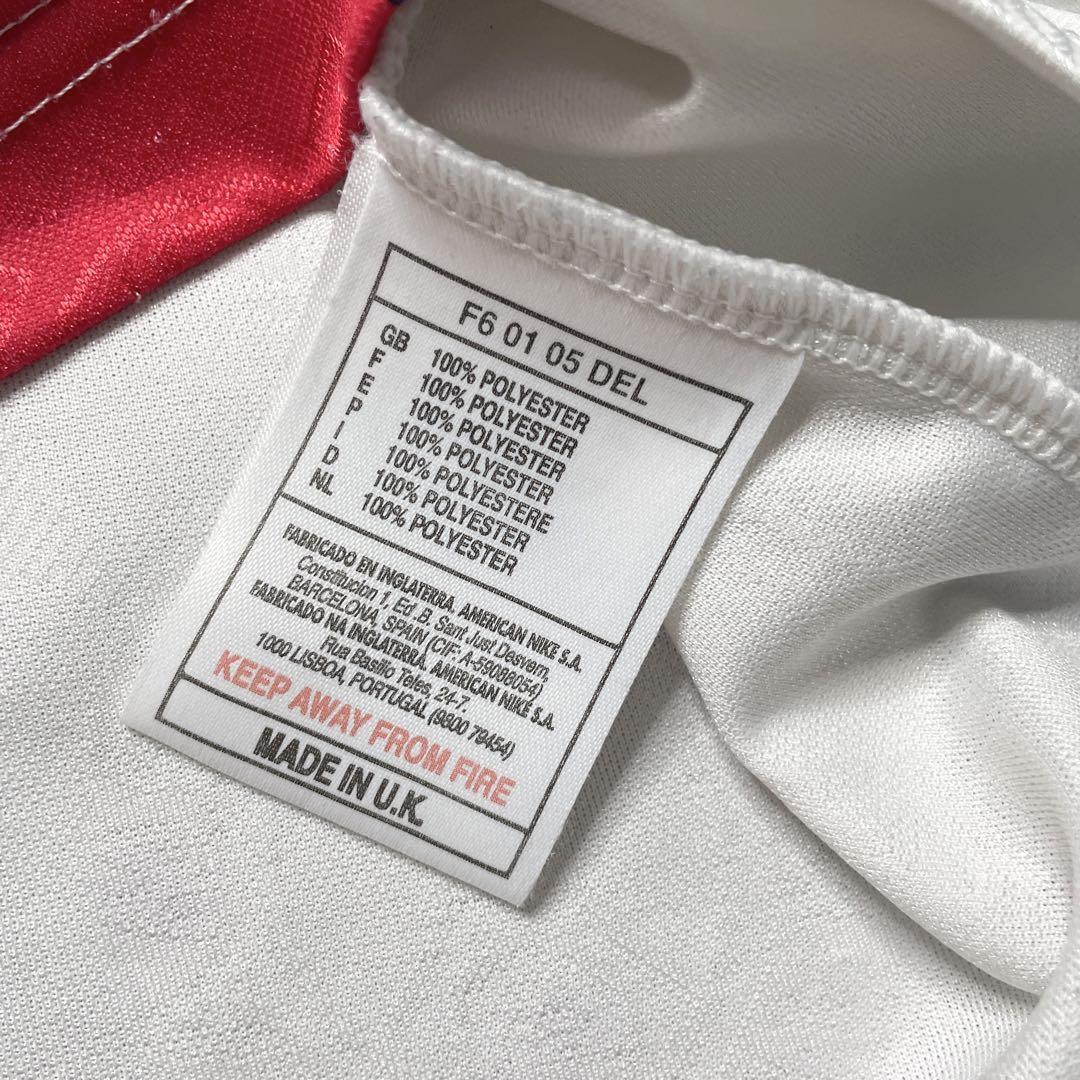 F6 01 05 DEL
GB 100% POLYESTER
F 100% POLYESTER
E 100% POLYESTER
P 100% POLYESTER
I 100% POLYESTERE
D 100% POLYESTER
NL 100% POLYESTER
FABRICADO EN INGLATERRA, AMERICAN NIKE S.A.
Constitucion 1, Ed. B. Sant Just Desvern,
BARCELONA, SPAIN (CIF: A-59088054)
FABRICADO NA INGLATERRA. AMERICAN NIKE S.A.
Rua Basilio Teles, 24-7.
1000 LISBOA, PORTUGAL (9800 79454)
KEEP AWAY FROM FIRE
MADE IN U.K.